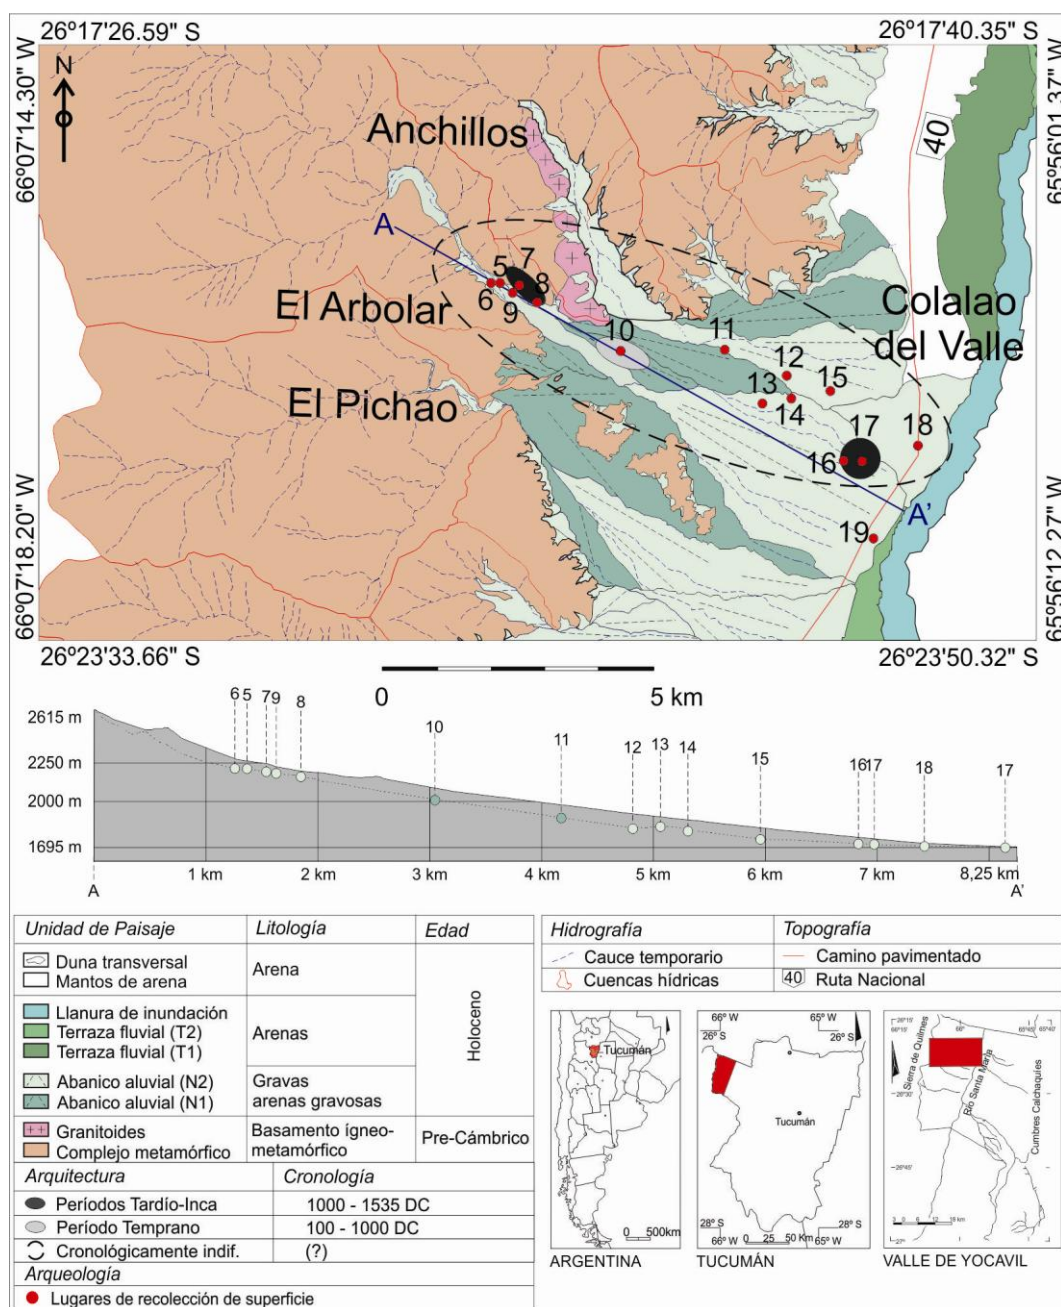 26º17'26.59" S
26º17'40.35" S
66º07'14.30" W
65º56'01.37" W
N
Anchillos
40
A
5
7
6
8
9
El Arbolar
Colalao
del Valle
10
11
12
13
14
15
El Pichao
17
18
16
A'
19
66º07'18.20" W
65º56'12.27" W
26º23'33.66" S
26º23'50.32" S
0
5 km
6 5 7 9 8 10 11 12 13 14 15 16 17 18 17
2615 m
2250 m
2000 m
1695 m
1 km 2 km 3 km 4 km 5 km 6 km 7 km 8,25 km
A A'
Unidad de Paisaje Litología Edad
Duna transversal
Mantos de arena
Arena
Llanura de inundación
Terraza fluvial (T2)
Terraza fluvial (T1)
Arenas
Holoceno
Abanico aluvial (N2)
Abanico aluvial (N1)
Gravas
arenas gravosas
Granitoides
Complejo metamórfico
Basamento ígneo-
metamórfico
Pre-Cámbrico
Arquitectura Cronología
Períodos Tardío-Inca 1000 - 1535 DC
Período Temprano 100 - 1000 DC
Cronológicamente indif. (?)
Arqueología
Lugares de recolección de superficie
Hidrografía Topografía
Cauce temporario Camino pavimentado
Cuencas hídricas 40 Ruta Nacional
Tucumán
0 500km
ARGENTINA
66º W 65º W
26º S 26º S
Tucumán
28º S 28º S
66º W 65º W
0 25 50 Km
TUCUMÁN
26º15'
66º15' 66º 65º45' 65º40'
Sierra de Quilmes
Río Santa María
Cumbres Calchaquíes
26º30'
26º45'
27º
VALLE DE YOCAVIL